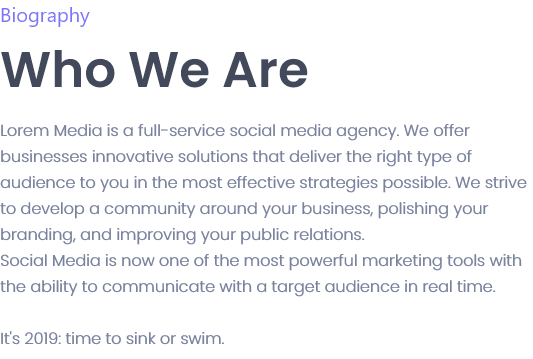 Biography
Who We Are
Lorem Media is a full-service social media agency. We offer
businesses innovative solutions that deliver the right type of
audience to you in the most effective strategies possible. We strive
to develop a community around your business, polishing your
branding, and improving your public relations.
Social Media is now one of the most powerful marketing tools with
the ability to communicate with a target audience in real time.
It's 2019: time to sink or swim.